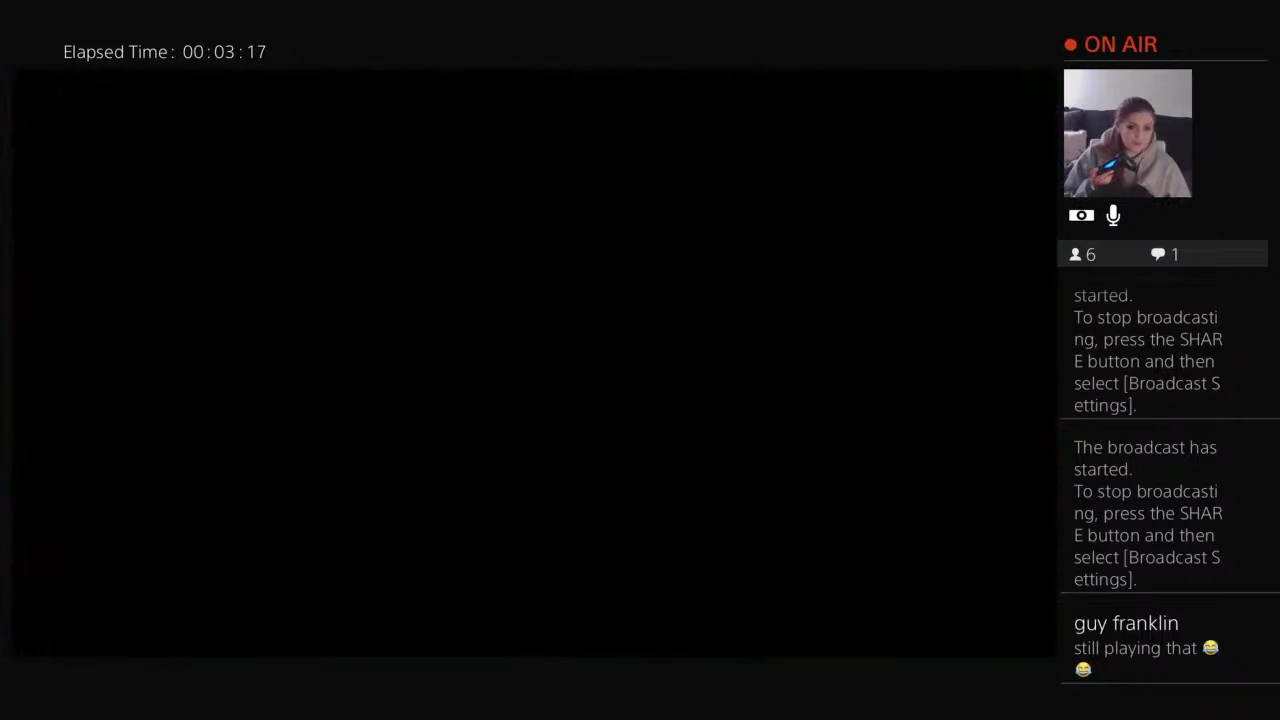 Elapsed Time: 00:03:17
ON AIR
6 1
started.
To stop broadcasti
ng, press the SHAR
E button and then
select [Broadcast S
ettings].
The broadcast has
started.
To stop broadcasti
ng, press the SHAR
E button and then
select [Broadcast S
ettings].
guy franklin
still playing that 😂
😂